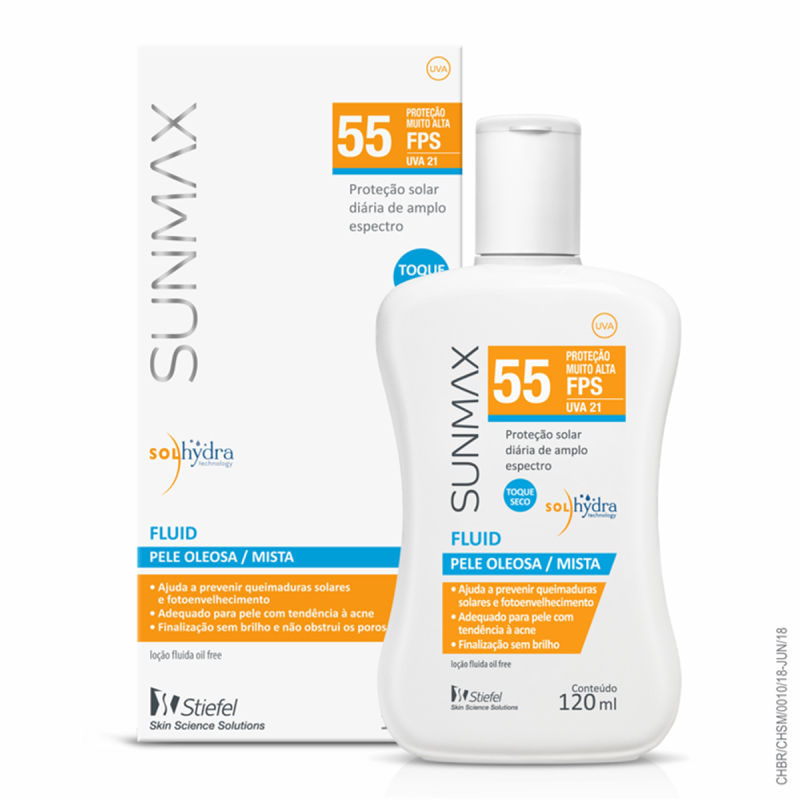 UVA
SUNMAX
55
PROTEÇÃO
MUITO ALTA
FPS
UVA 21
Proteção solar
diária de amplo
espectro
TOQUE
SOLhydra
technology
FLUID
PELE OLEOSA / MISTA
• Ajuda a prevenir queimaduras solares
e fotoenvelhecimento
• Adequado para pele com tendência à acne
• Finalização sem brilho e não obstrui os poros
loção fluida oil free
Stiefel
Skin Science Solutions
UVA
SUNMAX
55
PROTEÇÃO
MUITO ALTA
FPS
UVA 21
Proteção solar
diária de amplo
espectro
TOQUE
SECO
SOLhydra
technology
FLUID
PELE OLEOSA / MISTA
• Ajuda a prevenir queimaduras
solares e fotoenvelhecimento
• Adequado para pele com
tendência à acne
• Finalização sem brilho
loção fluida oil free
Stiefel
Skin Science Solutions
Conteúdo
120 ml
CHBR/CHSM/0010/18-JUN/18